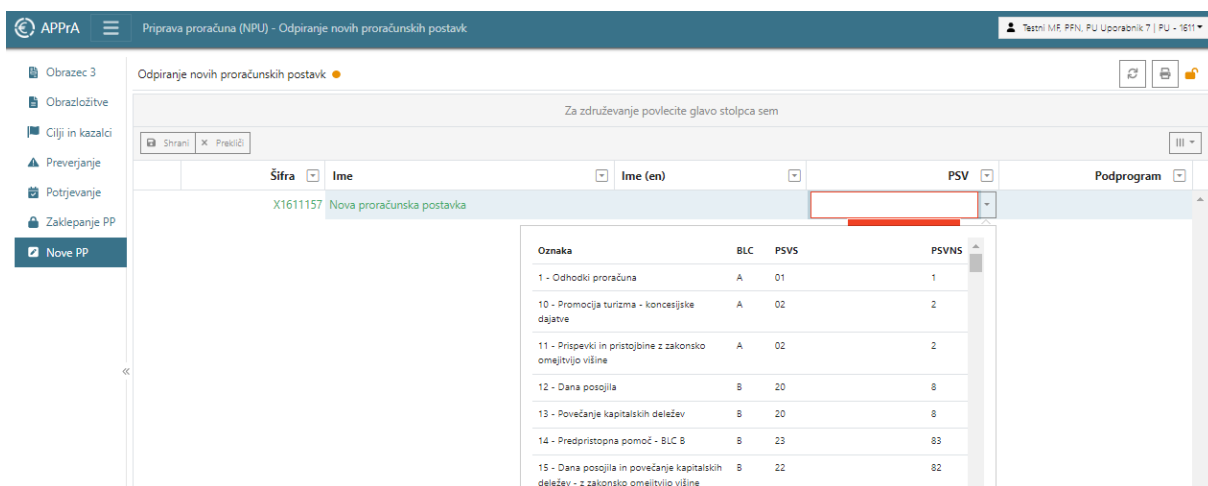 APPrA
Priprava proračuna (NPU) - Odpiranje novih proračunskih postavk
Testni MF, PFN, PU Uporabnik 7 | PU - 1611
Obrazec 3
Obrazložitve
Cilji in kazalci
Preverjanje
Potrjevanje
Zaklepanje PP
Nove PP
Odpiranje novih proračunskih postavk
Za združevanje povlecite glavo stolpca sem
Shrani Prekliči
Šifra Ime Ime (en) PSV Podprogram
X1611157 Nova proračunska postavka
Oznaka BLC PSVS PSVNS
1 - Odhodki proračuna A 01 1
10 - Promocija turizma - koncesijske A 02 2
dajatve
11 - Prispevki in pristojbine z zakonsko A 02 2
omejitvijo višine
12 - Dana posojila B 20 8
13 - Povečanje kapitalskih deležev B 20 8
14 - Predpristopna pomoč - BLC B B 23 83
15 - Dana posojila in povečanje kapitalskih B 22 82
deležev - z zakonsko omejitvijo višine